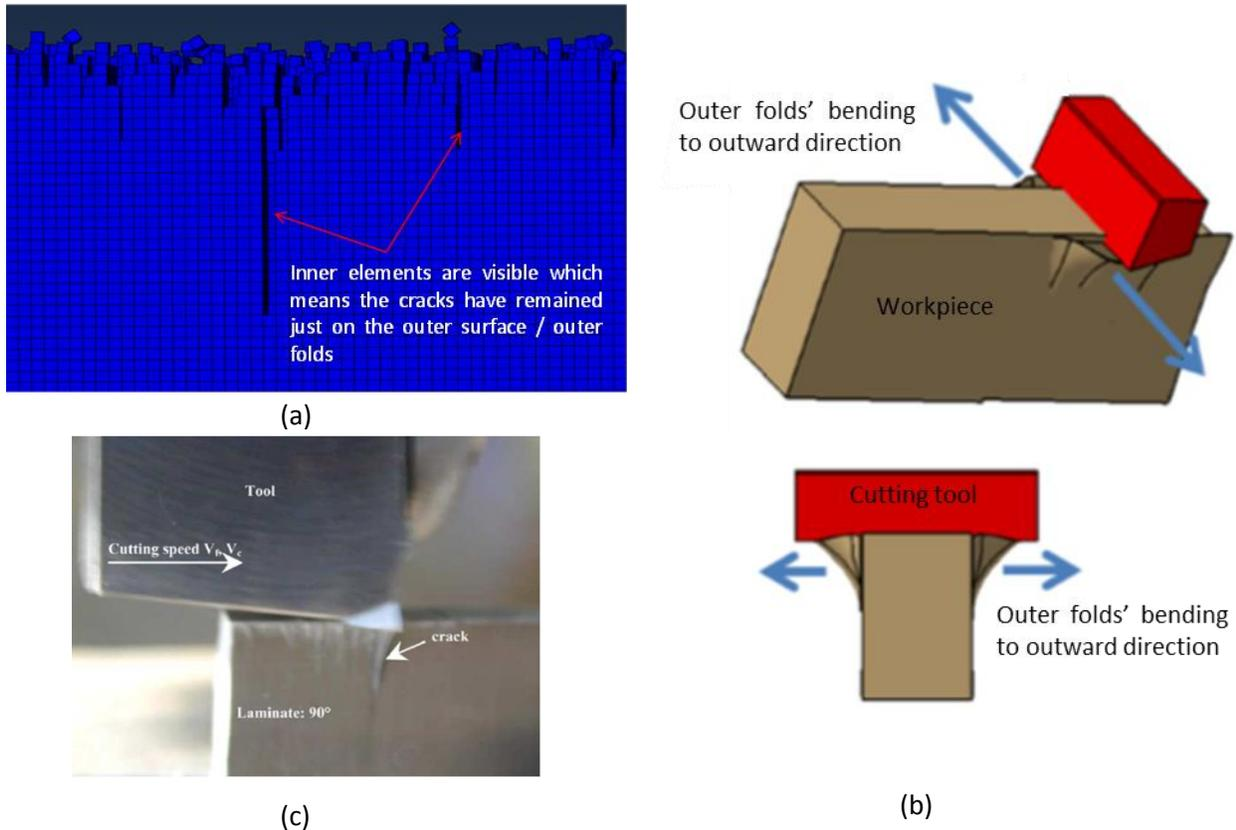 Inner elements are visible which
means the cracks have remained
just on the outer surface / outer
folds
(a)
Outer folds' bending
to outward direction
Workpiece
Cutting tool
Outer folds' bending
to outward direction
(b)
Tool
Cutting speed Vf, Vc
crack
Laminate: 90°
(c)